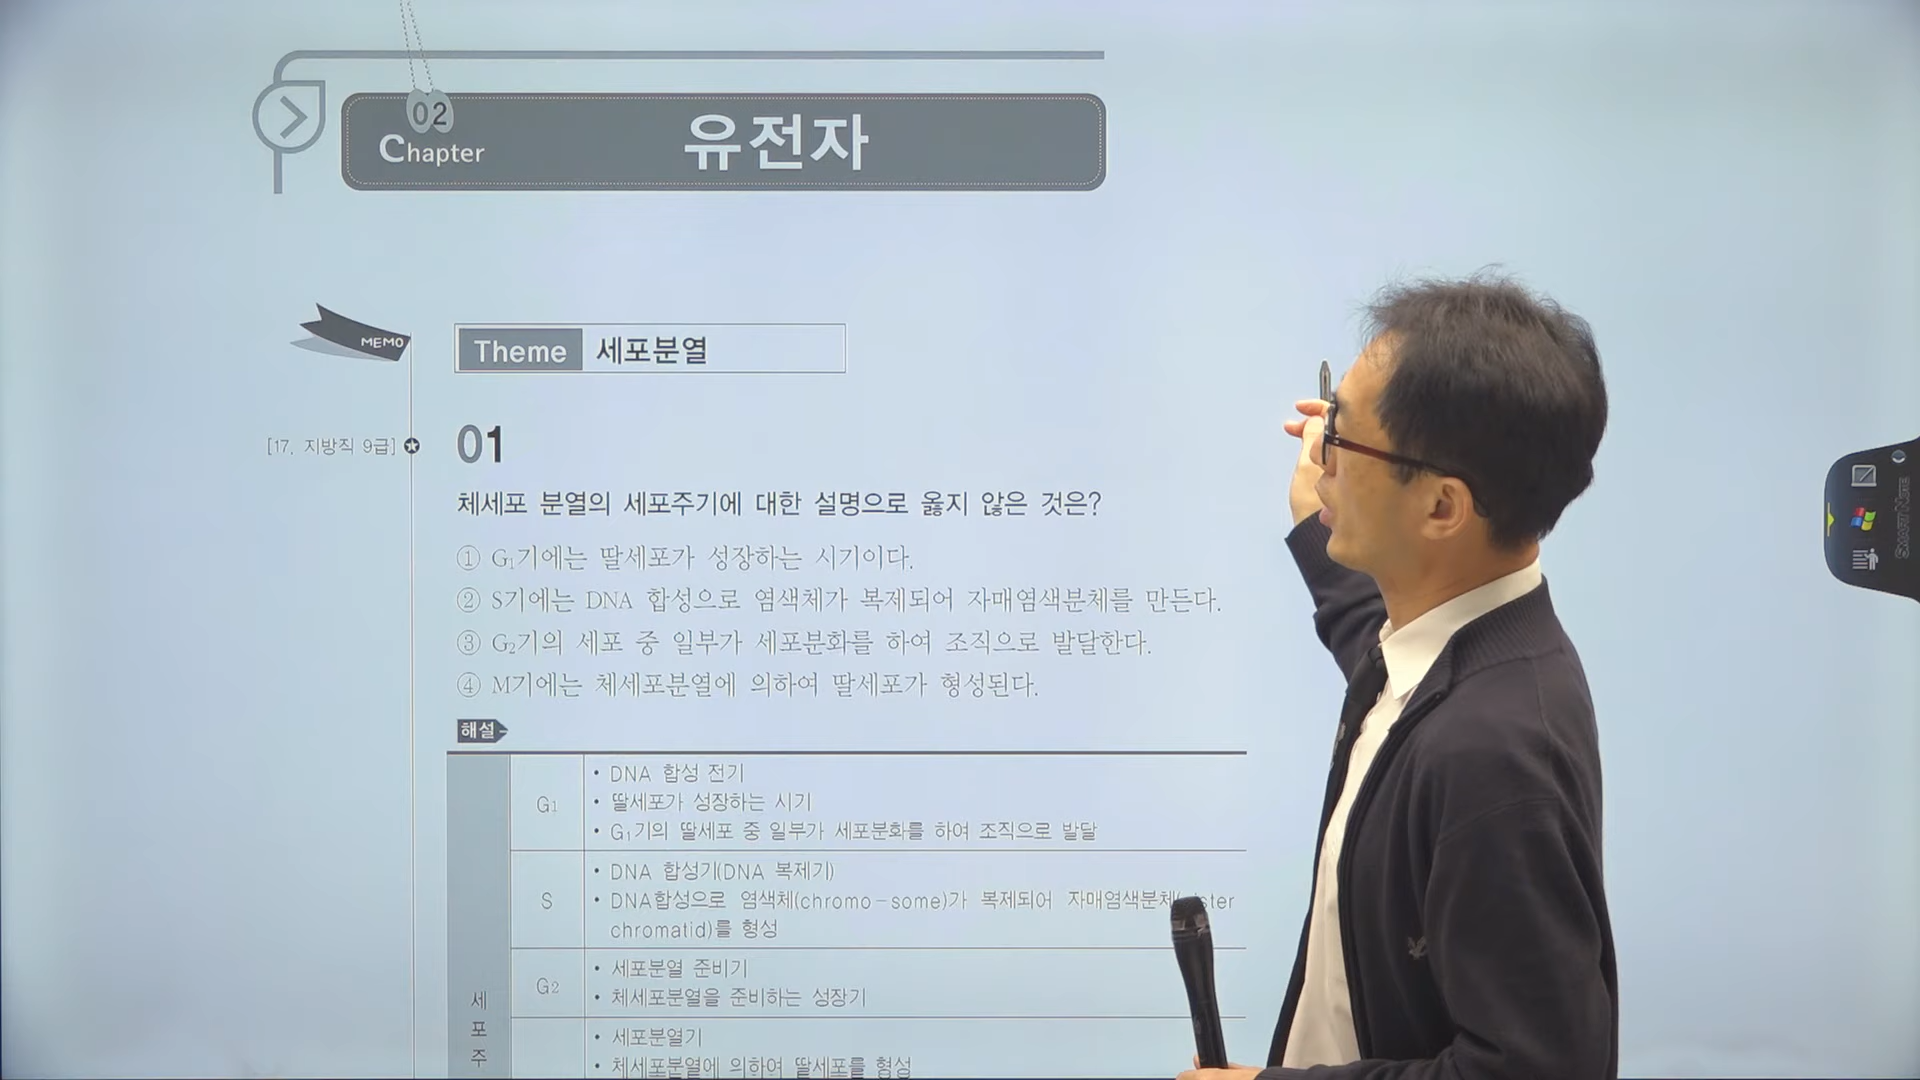 02
Chapter
유전자
MEMO
Theme 세포분열
[17. 지방직 9급]
01
체세포 분열의 세포주기에 대한 설명으로 옳지 않은 것은?
① G₁기에는 딸세포가 성장하는 시기이다.
② S기에는 DNA 합성으로 염색체가 복제되어 자매염색분체를 만든다.
③ G₂기의 세포 중 일부가 세포분화를 하여 조직으로 발달한다.
④ M기에는 체세포분열에 의하여 딸세포가 형성된다.
해설
세포주
G₁
• DNA 합성 전기
• 딸세포가 성장하는 시기
• G₁기의 딸세포 중 일부가 세포분화를 하여 조직으로 발달
S
• DNA 합성기(DNA 복제기)
• DNA합성으로 염색체(chromo-some)가 복제되어 자매염색분체(
chromatid)를 형성
G₂
• 세포분열 준비기
• 체세포분열을 준비하는 성장기
• 세포분열기
• 체세포분열에 의하여 딸세포를 형성
SMART NOTE